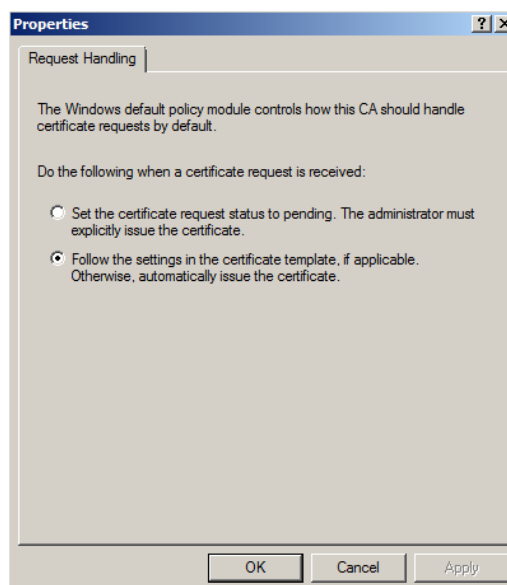 Properties
Request Handling
The Windows default policy module controls how this CA should handle
certificate requests by default.
Do the following when a certificate request is received:
Set the certificate request status to pending. The administrator must
explicitly issue the certificate.
Follow the settings in the certificate template, if applicable.
Otherwise, automatically issue the certificate.
OK
Cancel
Apply